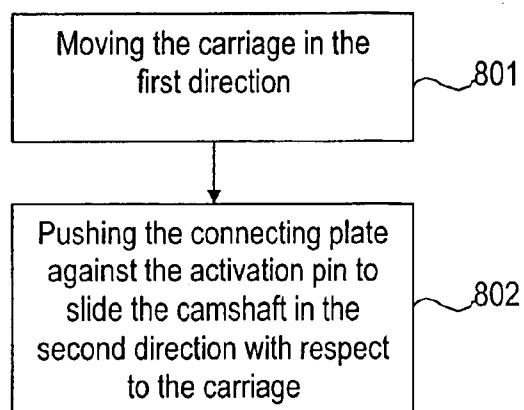 Moving the carriage in the
first direction
801
Pushing the connecting plate
against the activation pin to
slide the camshaft in the
second direction with respect
to the carriage
802